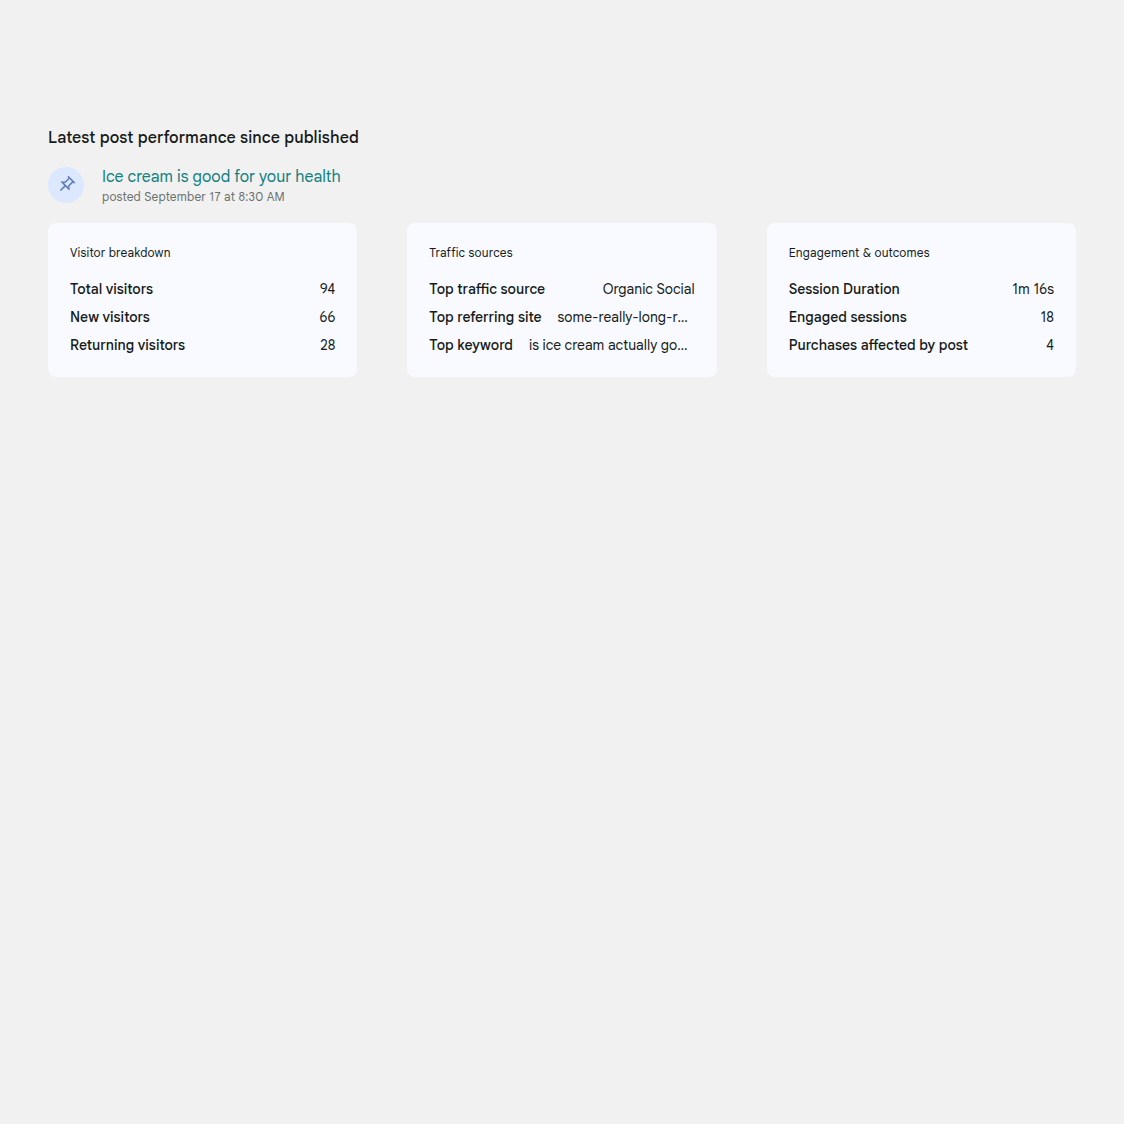 Latest post performance since published
Ice cream is good for your health
posted September 17 at 8:30 AM
Visitor breakdown
Total visitors 94
New visitors 66
Returning visitors 28
Traffic sources
Top traffic source Organic Social
Top referring site some-really-long-r...
Top keyword is ice cream actually go...
Engagement & outcomes
Session Duration 1m 16s
Engaged sessions 18
Purchases affected by post 4